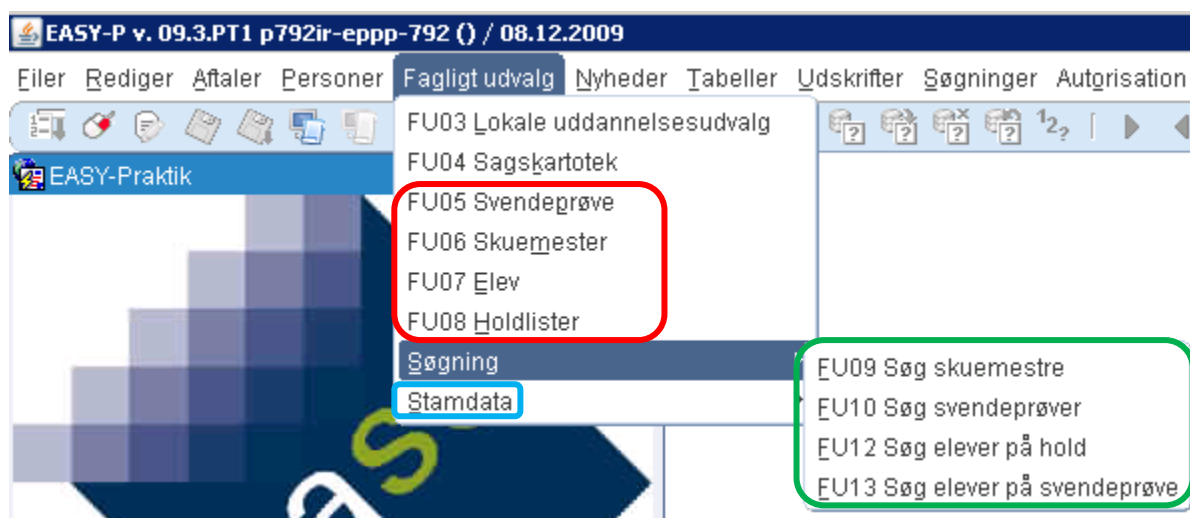 EASY-P v. 09.3.PT1 p792ir-eppp-792 () / 08.12.2009
Filer Rediger Aftaler Personer Fagligt udvalg Nyheder Tabeller Udskrifter Søgninger Autorisation
FU03 Lokale uddannelsesudvalg
FU04 Sagskartotek
EASY-Praktik
FU05 Svendeprøve
FU06 Skuemester
FU07 Elev
FU08 Holdlister
Søgning
Stamdata
FU09 Søg skuemestre
FU10 Søg svendeprøver
FU12 Søg elever på hold
FU13 Søg elever på svendeprøve